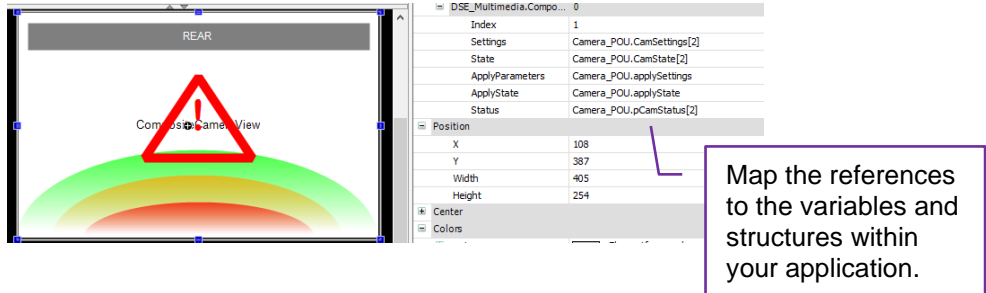 REAR
!
CompositeCameraView
DSE_Multimedia.Compo... 0
Index 1
Settings Camera_POU.CamSettings[2]
State Camera_POU.CamState[2]
ApplyParameters Camera_POU.applySettings
ApplyState Camera_POU.applyState
Status Camera_POU.pCamStatus[2]
Position
X 108
Y 387
Width 405
Height 254
Center
Colors
Map the references
to the variables and
structures within
your application.